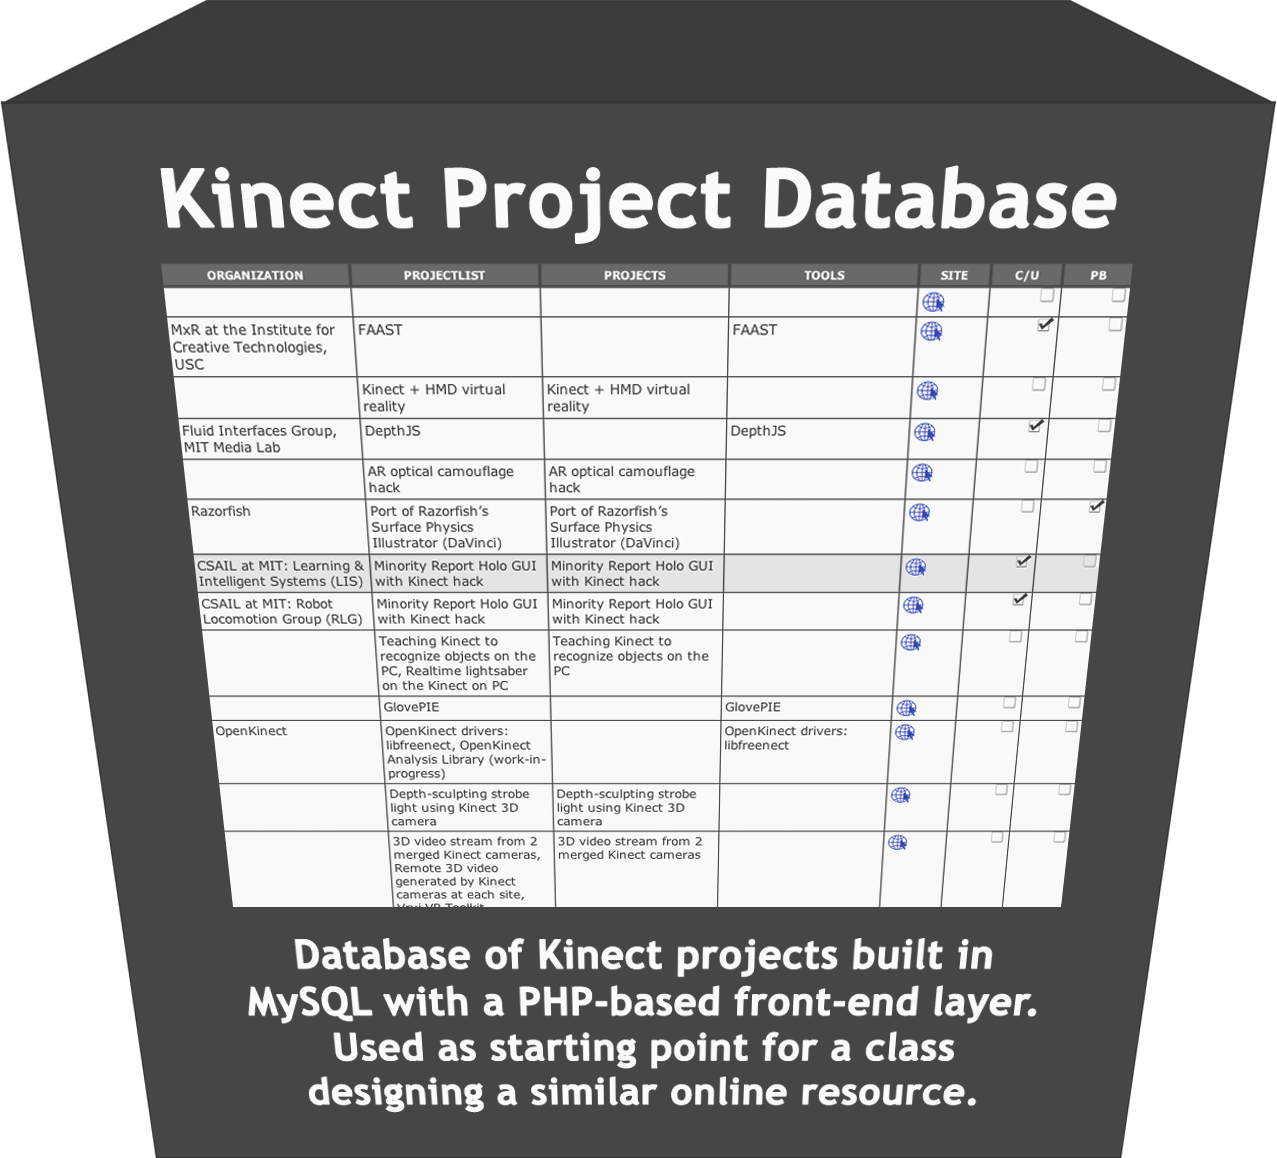 Kinect Project Database
ORGANIZATION PROJECTLIST PROJECTS TOOLS SITE C/U PB
MxR at the Institute for FAAST FAAST
Creative Technologies,
USC
Kinect + HMD virtual Kinect + HMD virtual
reality reality
Fluid Interfaces Group, DepthJS DepthJS
MIT Media Lab
AR optical camouflage AR optical camouflage
hack hack
Razorfish Port of Razorfish's Port of Razorfish's
Surface Physics Surface Physics
Illustrator (DaVinci) Illustrator (DaVinci)
CSAIL at MIT: Learning & Minority Report Holo GUI Minority Report Holo GUI
Intelligent Systems (LIS) with Kinect hack with Kinect hack
CSAIL at MIT: Robot Minority Report Holo GUI Minority Report Holo GUI
Locomotion Group (RLG) with Kinect hack with Kinect hack
Teaching Kinect to Teaching Kinect to
recognize objects on the recognize objects on the
PC, Realtime lightsaber PC
on the Kinect on PC
GlovePIE GlovePIE
OpenKinect OpenKinect drivers: OpenKinect drivers:
libfreenect, OpenKinect libfreenect
Analysis Library (work-in-
progress)
Depth-sculpting strobe Depth-sculpting strobe
light using Kinect 3D light using Kinect 3D
camera camera
3D video stream from 2 3D video stream from 2
merged Kinect cameras, merged Kinect cameras
Remote 3D video
generated by Kinect
cameras at each site,
Database of Kinect projects built in
MySQL with a PHP-based front-end layer.
Used as starting point for a class
designing a similar online resource.